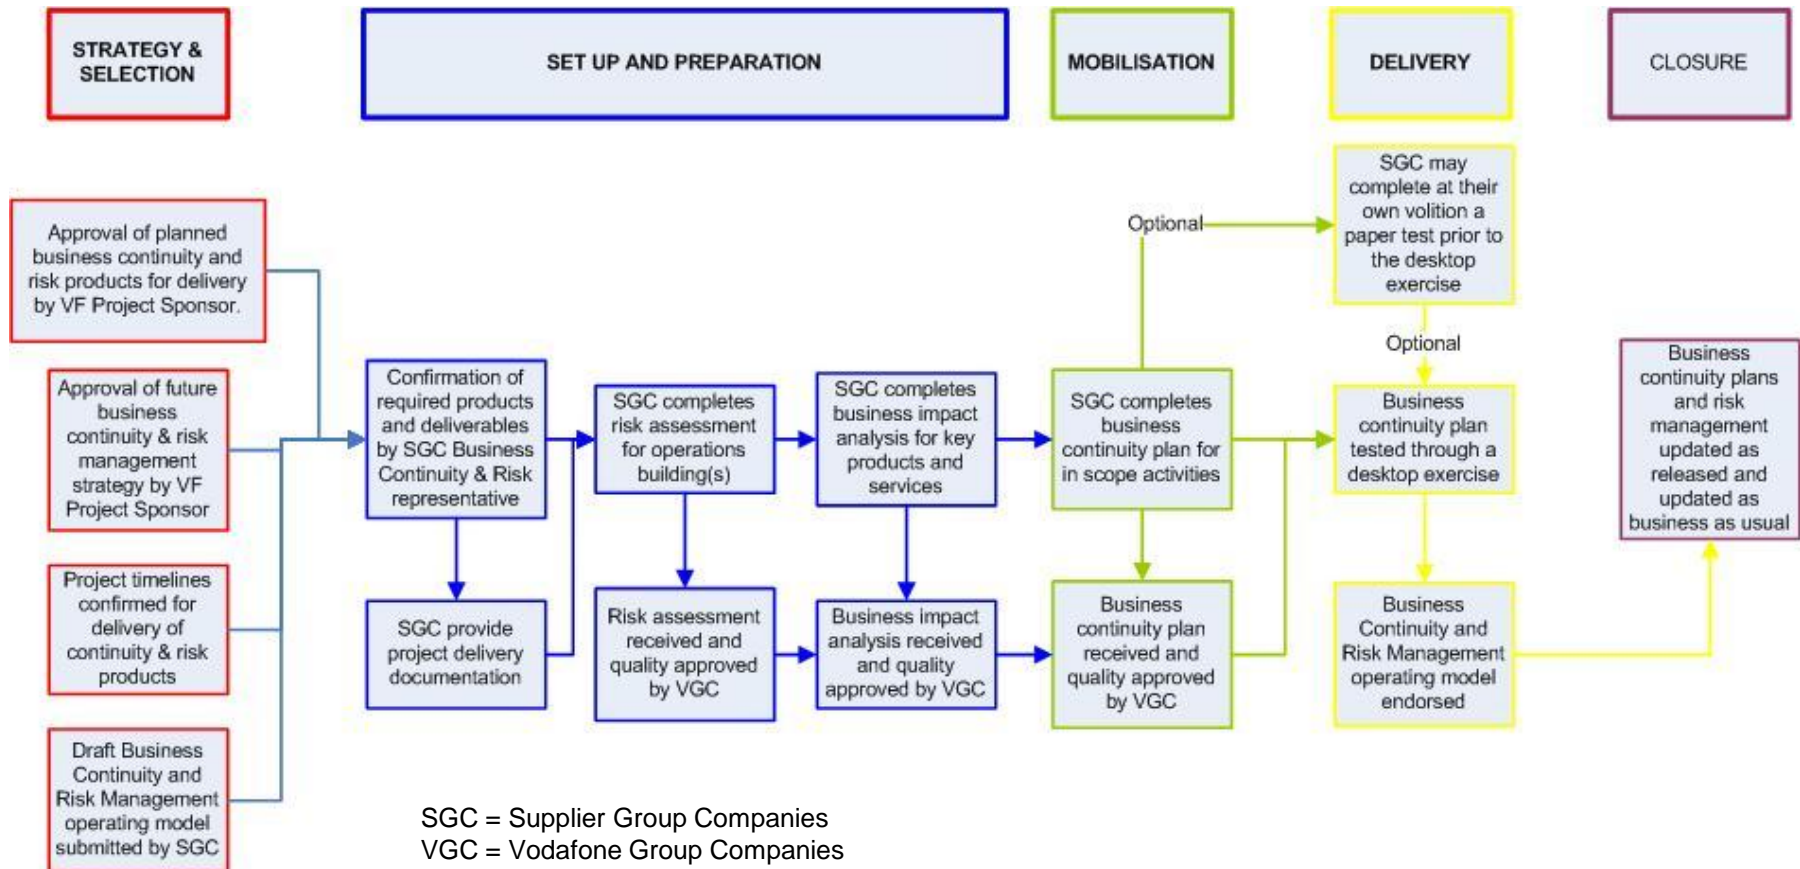 STRATEGY &
SELECTION
SET UP AND PREPARATION
MOBILISATION
DELIVERY
CLOSURE
Approval of planned
business continuity and
risk products for delivery
by VF Project Sponsor.
Approval of future
business
continuity & risk
management
strategy by VF
Project Sponsor
Project timelines
confirmed for
delivery of
continuity & risk
products
Draft Business
Continuity and
Risk Management
operating model
submitted by SGC
Confirmation of
required products
and deliverables
by SGC Business
Continuity & Risk
representative
SGC provide
project delivery
documentation
SGC completes
risk assessment
for operations
building(s)
Risk assessment
received and
quality approved
by VGC
SGC completes
business impact
analysis for key
products and
services
Business impact
analysis received
and quality
approved by VGC
Optional
SGC completes
business
continuity plan for
in scope activities
Business
continuity plan
received and
quality approved
by VGC
SGC may
complete at their
own volition a
paper test prior to
the desktop
exercise
Optional
Business
continuity plan
tested through a
desktop exercise
Business
Continuity and
Risk Management
operating model
endorsed
Business
continuity plans
and risk
management
updated as
released and
updated as
business as usual
SGC = Supplier Group Companies
VGC = Vodafone Group Companies